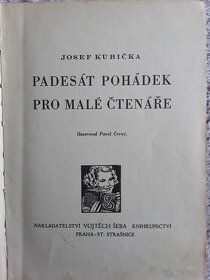 JOSEF KUBIČKA
PADESÁT POHÁDEK
PRO MALÉ ČTENÁŘE
Ilustroval Pavel Černý.
NAKLADATELSTVÍ VOJTĚCH ŠEBA KNIHKUPECTVÍ
PRAHA-ST. STRAŠNICE